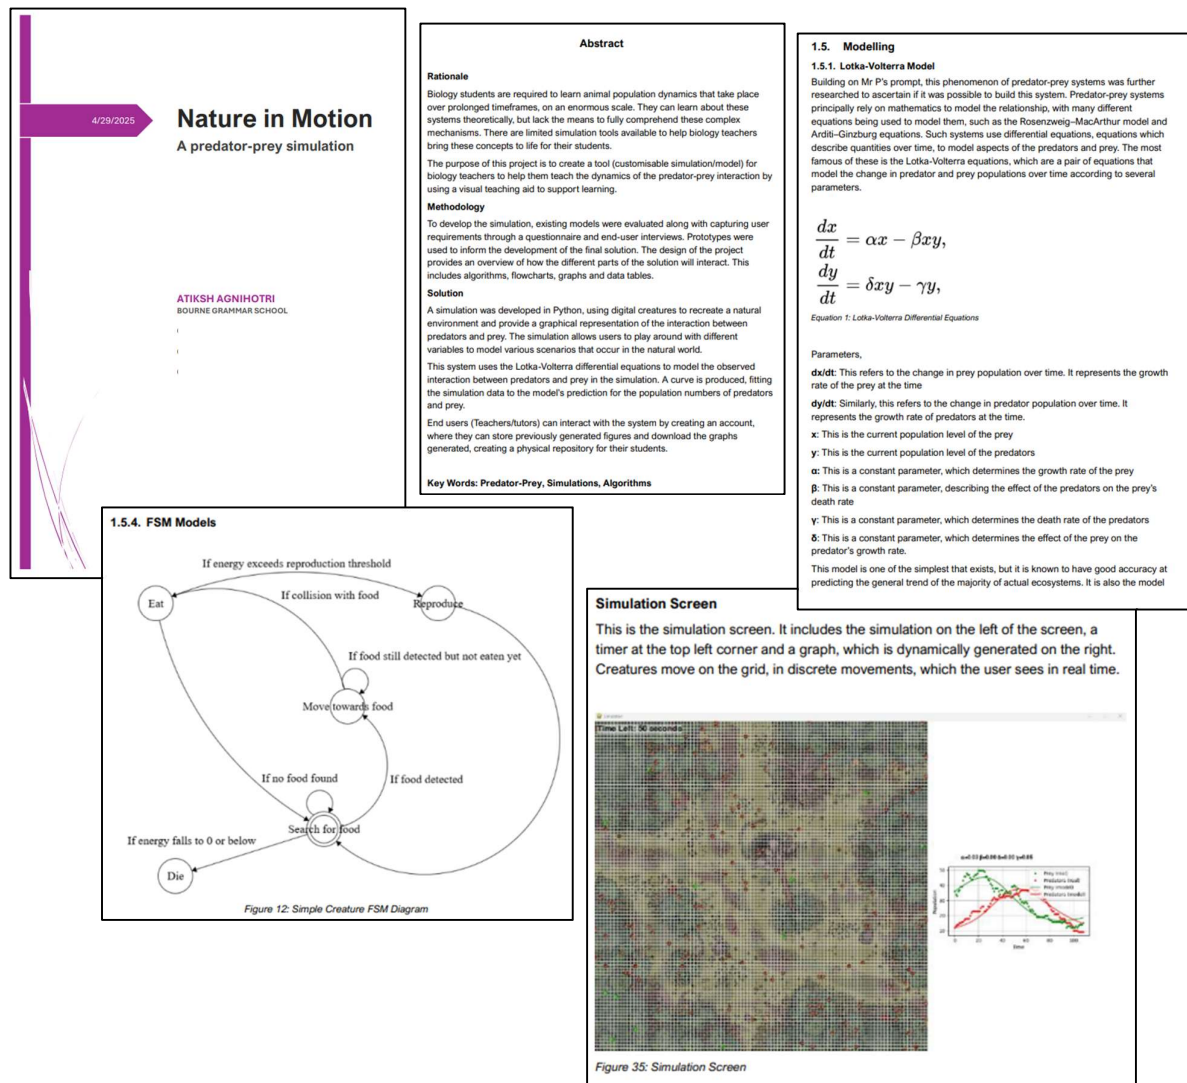 4/29/2025
Nature in Motion
A predator-prey simulation
ATIKSH AGNIHOTRI
BOURNE GRAMMAR SCHOOL
Abstract
Rationale
Biology students are required to learn animal population dynamics that take place
over prolonged timeframes, on an enormous scale. They can learn about these
systems theoretically, but lack the means to fully comprehend these complex
mechanisms. There are limited simulation tools available to help biology teachers
bring these concepts to life for their students.
The purpose of this project is to create a tool (customisable simulation/model) for
biology teachers to help them teach the dynamics of the predator-prey interaction by
using a visual teaching aid to support learning.
Methodology
To develop the simulation, existing models were evaluated along with capturing user
requirements through a questionnaire and end-user interviews. Prototypes were
used to inform the development of the final solution. The design of the project
provides an overview of how the different parts of the solution will interact. This
includes algorithms, flowcharts, graphs and data tables.
Solution
A simulation was developed in Python, using digital creatures to recreate a natural
environment and provide a graphical representation of the interaction between
predators and prey. The simulation allows users to play around with different
variables to model various scenarios that occur in the natural world.
This system uses the Lotka-Volterra differential equations to model the observed
interaction between predators and prey in the simulation. A curve is produced, fitting
the simulation data to the model's prediction for the population numbers of predators
and prey.
End users (Teachers/tutors) can interact with the system by creating an account,
where they can store previously generated figures and download the graphs
generated, creating a physical repository for their students.
Key Words: Predator-Prey, Simulations, Algorithms
1.5. Modelling
1.5.1. Lotka-Volterra Model
Building on Mr P's prompt, this phenomenon of predator-prey systems was further
researched to ascertain if it was possible to build this system. Predator-prey systems
principally rely on mathematics to model the relationship, with many different
equations being used to model them, such as the Rosenzweig–MacArthur model and
Arditi–Ginzburg equations. Such systems use differential equations, equations which
describe quantities over time, to model aspects of the predators and prey. The most
famous of these is the Lotka-Volterra equations, which are a pair of equations that
model the change in predator and prey populations over time according to several
parameters.
dx/dt = αx − βxy,
dy/dt = δxy − γy,
Equation 1: Lotka-Volterra Differential Equations
Parameters,
dx/dt: This refers to the change in prey population over time. It represents the growth
rate of the prey at the time
dy/dt: Similarly, this refers to the change in predator population over time. It
represents the growth rate of predators at the time.
x: This is the current population level of the prey
y: This is the current population level of the predators
α: This is a constant parameter, which determines the growth rate of the prey
β: This is a constant parameter, describing the effect of the predators on the prey's
death rate
γ: This is a constant parameter, which determines the death rate of the predators
δ: This is a constant parameter, which determines the effect of the prey on the
predator's growth rate.
This model is one of the simplest that exists, but it is known to have good accuracy at
predicting the general trend of the majority of actual ecosystems. It is also the model
1.5.4. FSM Models
If energy exceeds reproduction threshold
If collision with food
Eat
Reproduce
If food still detected but not eaten yet
Move towards food
If no food found
If food detected
Search for food
If energy falls to 0 or below
Die
Figure 12: Simple Creature FSM Diagram
Simulation Screen
This is the simulation screen. It includes the simulation on the left of the screen, a
timer at the top left corner and a graph, which is dynamically generated on the right.
Creatures move on the grid, in discrete movements, which the user sees in real time.
Time Left: 50 seconds
Prey (real)
Predators (real)
Prey (model)
Predators (model)
Population
0 20 40 60 80 100
Time
Figure 35: Simulation Screen